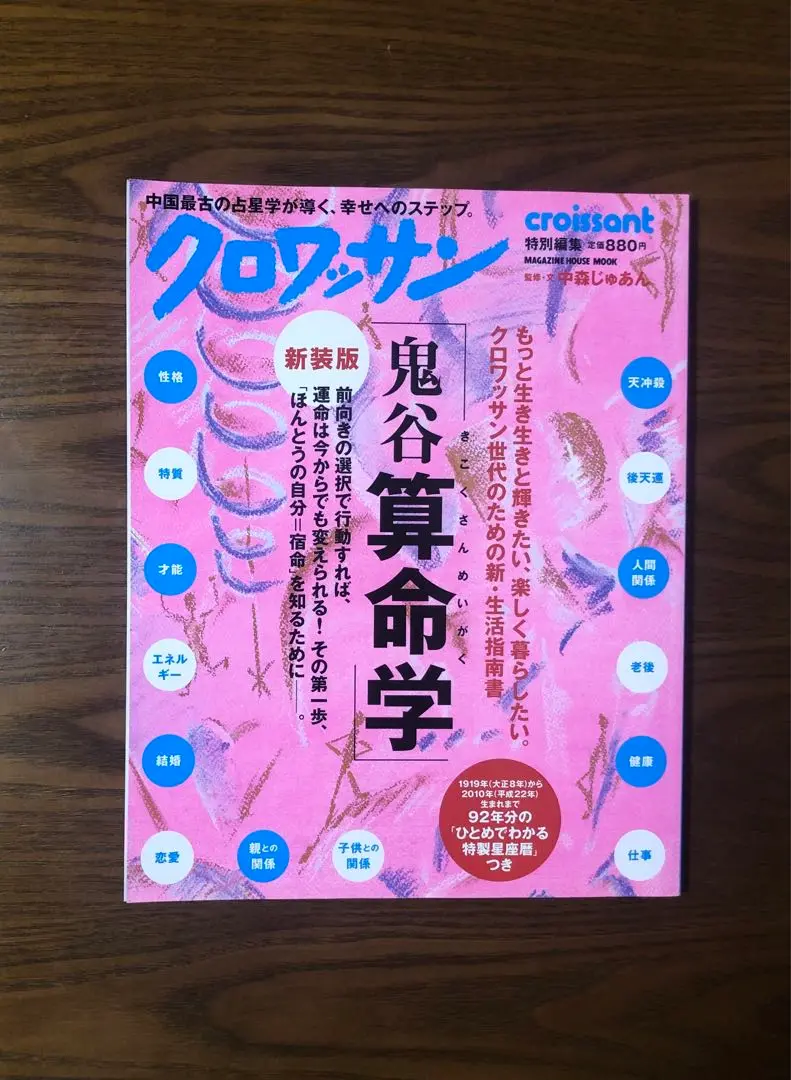 中国最古の占星学が導く、幸せへのステップ。
クロワッサン
croissant
特別編集 定価880円
MAGAZINE HOUSE MOOK
監修・文 中森じゅあん
もっと生き生きと輝きたい、楽しく暮らしたい。
クロワッサン世代のための新・生活指南書
「鬼谷算命学」
きこくさんめいがく
新装版
前向きの選択で行動すれば、
運命は今からでも変えられる！その第一歩、
「ほんとうの自分＝宿命」を知るために——。
性格
特質
才能
エネル
ギー
結婚
恋愛
親との
関係
子供との
関係
天冲殺
後天運
人間
関係
老後
健康
仕事
1919年(大正8年)から
2010年(平成22年)
生まれまで
92年分の
「ひとめでわかる
特製星座暦」
つき